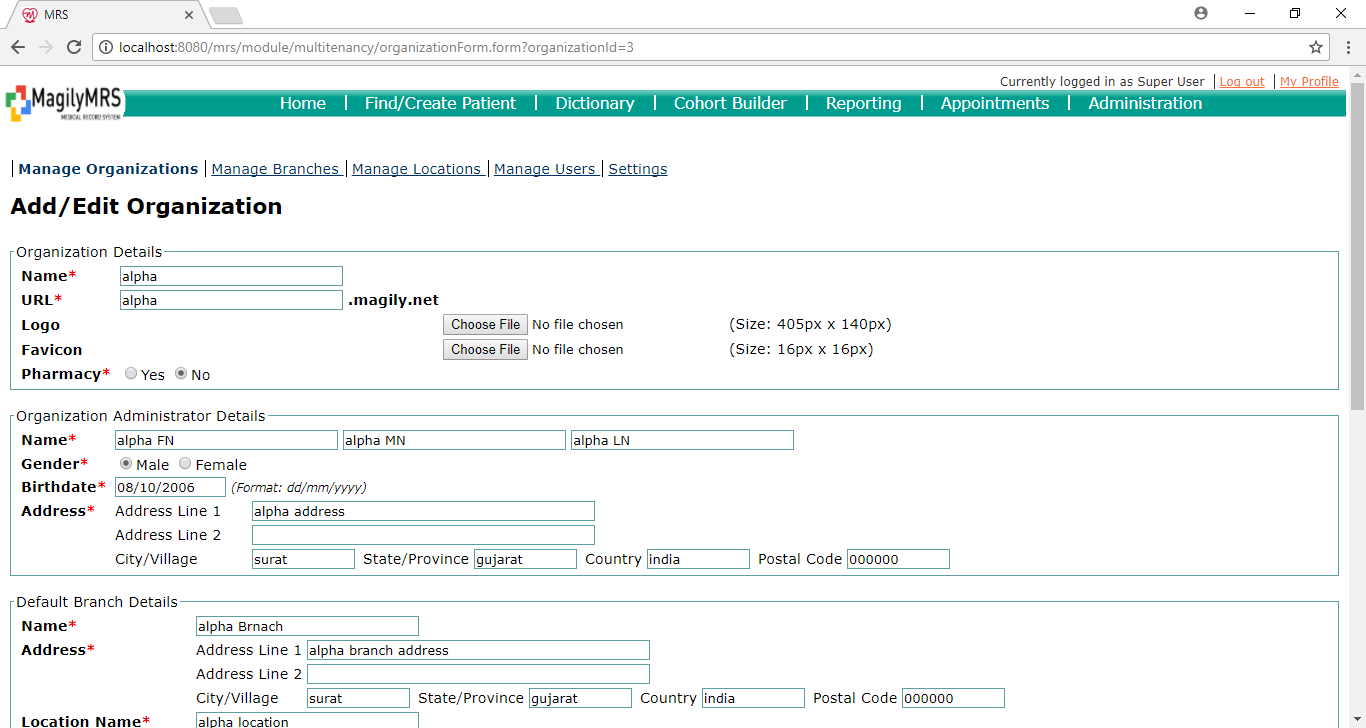 MRS
localhost:8080/mrs/module/multitenancy/organizationForm.form?organizationId=3
Currently logged in as Super User | Log out | My Profile
MagilyMRS
MEDICAL RECORD SYSTEM
Home | Find/Create Patient | Dictionary | Cohort Builder | Reporting | Appointments | Administration
Manage Organizations | Manage Branches | Manage Locations | Manage Users | Settings
Add/Edit Organization
Organization Details
Name* alpha
URL* alpha .magily.net
Logo Choose File No file chosen (Size: 405px x 140px)
Favicon Choose File No file chosen (Size: 16px x 16px)
Pharmacy* Yes No
Organization Administrator Details
Name* alpha FN alpha MN alpha LN
Gender* Male Female
Birthdate* 08/10/2006 (Format: dd/mm/yyyy)
Address* Address Line 1 alpha address
Address Line 2
City/Village surat State/Province gujarat Country india Postal Code 000000
Default Branch Details
Name* alpha Brnach
Address* Address Line 1 alpha branch address
Address Line 2
City/Village surat State/Province gujarat Country india Postal Code 000000
Location Name* alpha location